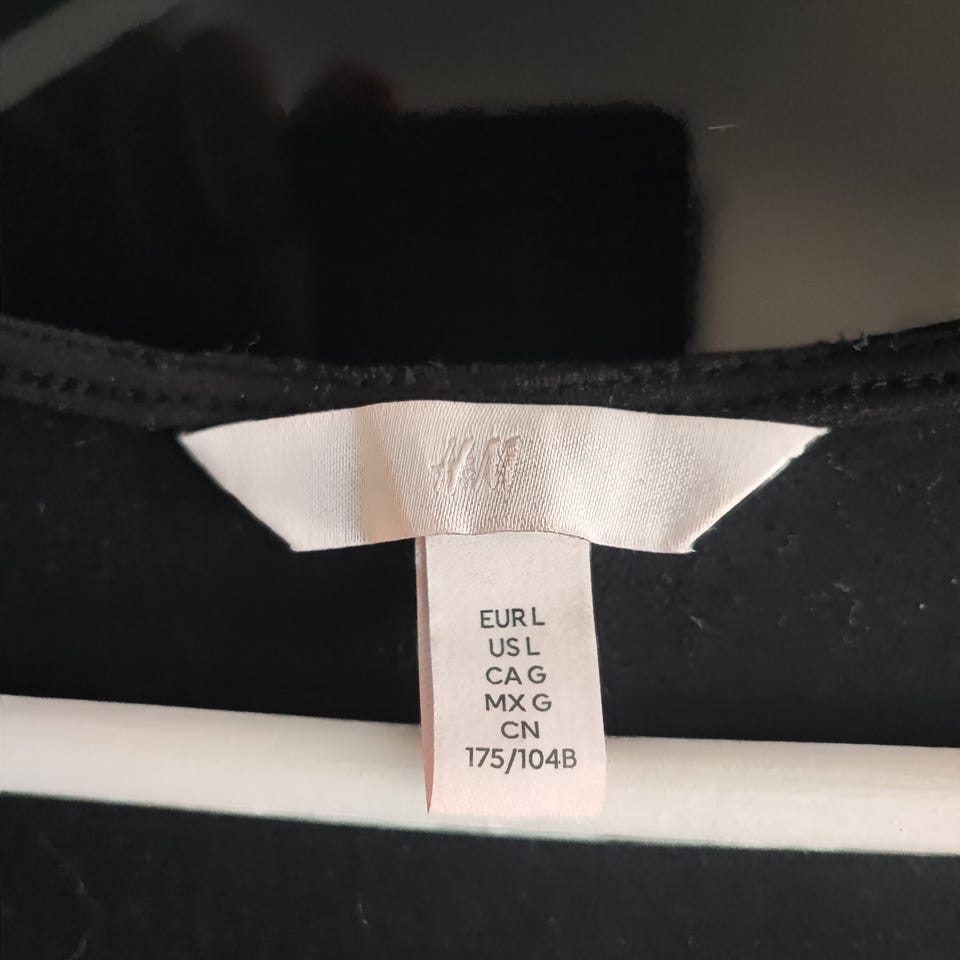 H&M
EUR L
US L
CA G
MX G
CN
175/104B